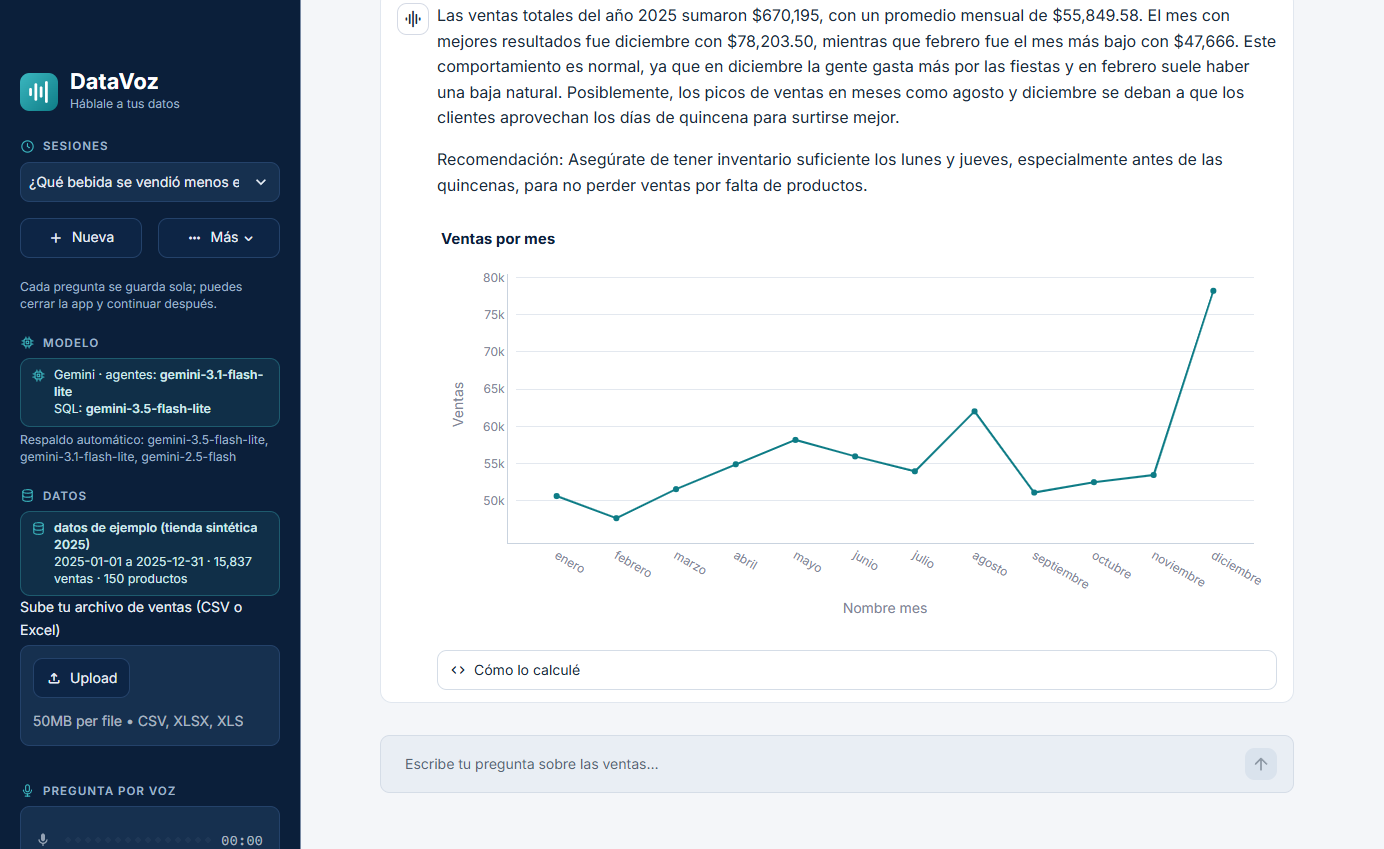 DataVoz
Háblale a tus datos
SESIONES
¿Qué bebida se vendió menos e
Nueva
Más
Cada pregunta se guarda sola; puedes
cerrar la app y continuar después.
MODELO
Gemini · agentes: gemini-3.1-flash-
lite
SQL: gemini-3.5-flash-lite
Respaldo automático: gemini-3.5-flash-lite,
gemini-3.1-flash-lite, gemini-2.5-flash
DATOS
datos de ejemplo (tienda sintética
2025)
2025-01-01 a 2025-12-31 · 15,837
ventas · 150 productos
Sube tu archivo de ventas (CSV o
Excel)
Upload
50MB per file • CSV, XLSX, XLS
PREGUNTA POR VOZ
00:00
Las ventas totales del año 2025 sumaron $670,195, con un promedio mensual de $55,849.58. El mes con
mejores resultados fue diciembre con $78,203.50, mientras que febrero fue el mes más bajo con $47,666. Este
comportamiento es normal, ya que en diciembre la gente gasta más por las fiestas y en febrero suele haber
una baja natural. Posiblemente, los picos de ventas en meses como agosto y diciembre se deban a que los
clientes aprovechan los días de quincena para surtirse mejor.
Recomendación: Asegúrate de tener inventario suficiente los lunes y jueves, especialmente antes de las
quincenas, para no perder ventas por falta de productos.
Ventas por mes
80k
75k
70k
65k
60k
55k
50k
Ventas
enero
febrero
marzo
abril
mayo
junio
julio
agosto
septiembre
octubre
noviembre
diciembre
Nombre mes
Cómo lo calculé
Escribe tu pregunta sobre las ventas...